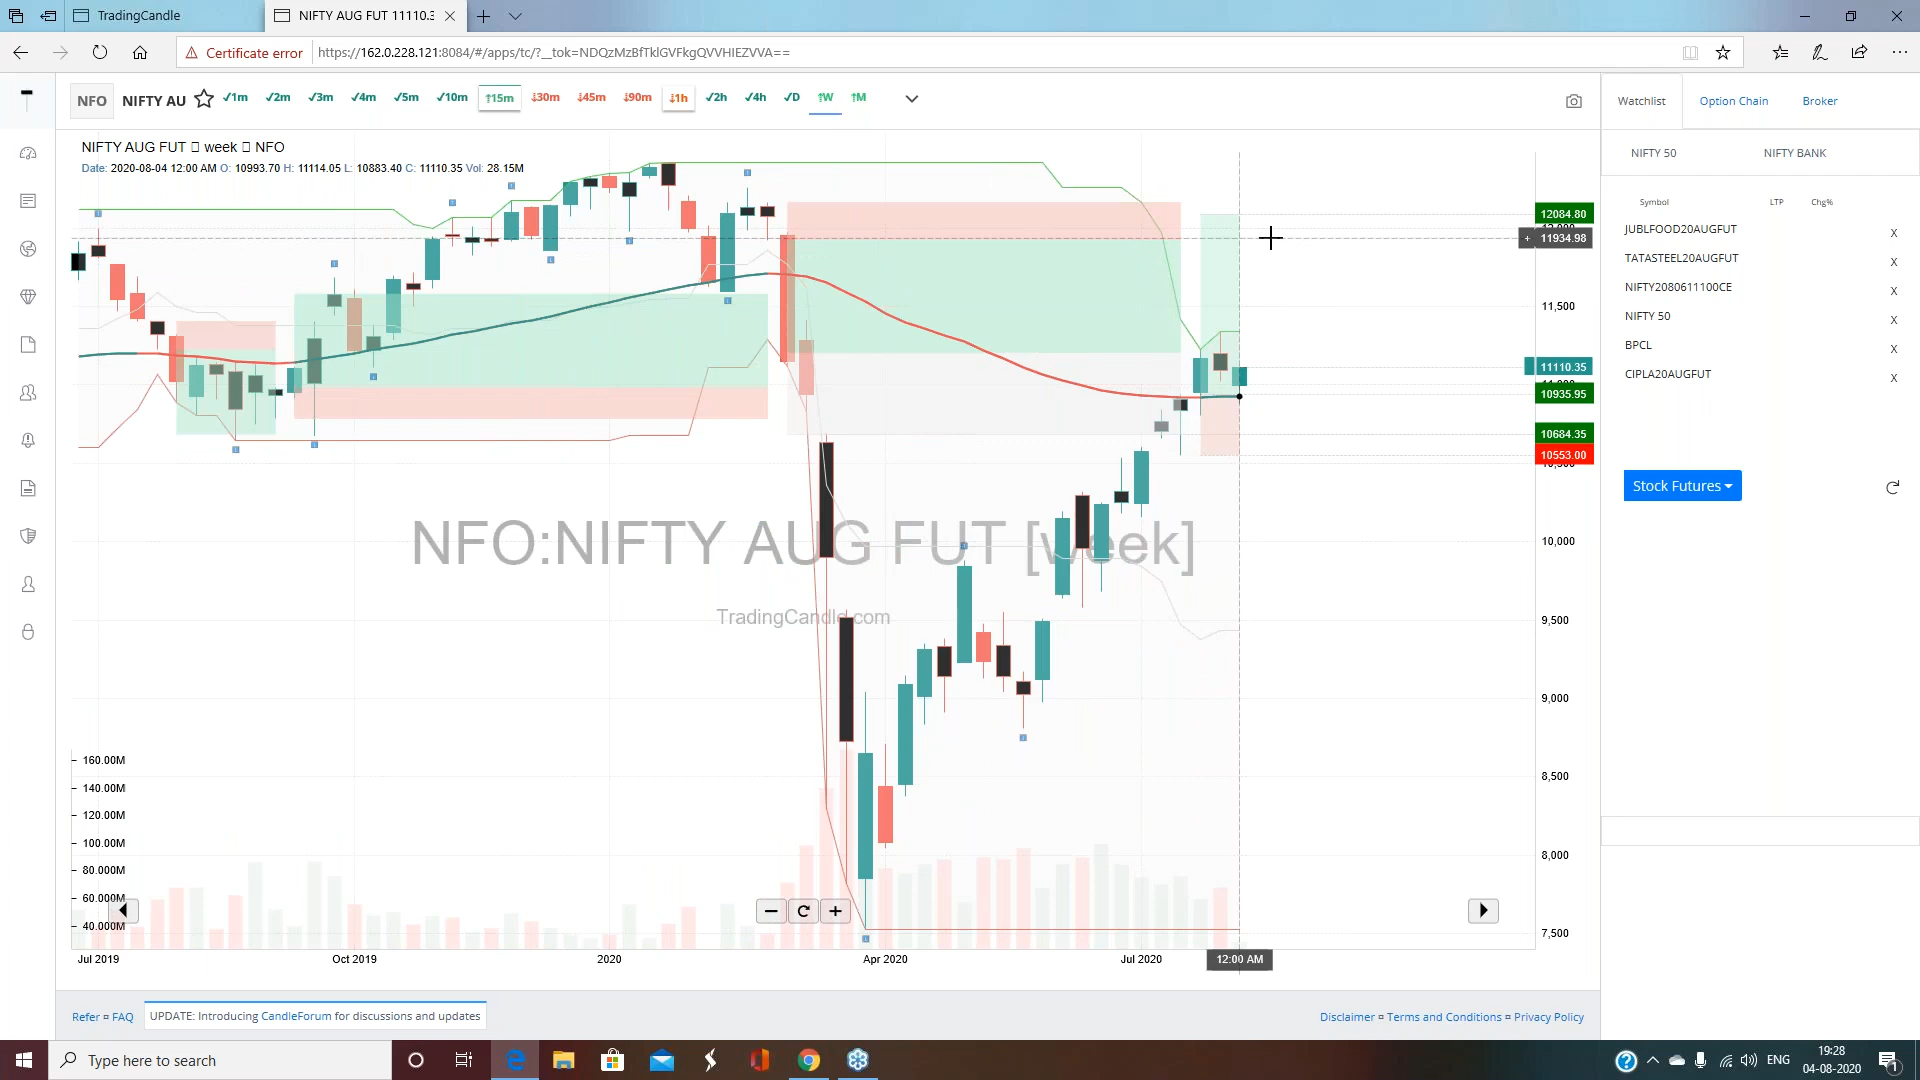 TradingCandle
NIFTY AUG FUT 11110.3
Certificate error
https://162.0.228.121:8084/#/apps/tc/?__tok=NDQzMzBfTklGVFkgQVVHIEZVVA==
NFO NIFTY AU 1m 2m 3m 4m 5m 10m 15m 30m 45m 90m 1h 2h 4h D W M
Watchlist Option Chain Broker
NIFTY AUG FUT week NFO
Date: 2020-08-04 12:00 AM O: 10993.70 H: 11114.05 L: 10883.40 C: 11110.35 Vol: 28.15M
NIFTY 50 NIFTY BANK
Symbol LTP Chg%
JUBLFOOD20AUGFUT X
TATASTEEL20AUGFUT X
NIFTY2080611100CE X
NIFTY 50 X
BPCL X
CIPLA20AUGFUT X
Stock Futures
12084.80
+ 11934.98
11,500
11110.35
10935.95
10684.35
10553.00
10,000
9,500
9,000
8,500
8,000
7,500
NFO:NIFTY AUG FUT [week]
TradingCandle.com
160.00M
140.00M
120.00M
100.00M
80.000M
60.000M
40.000M
Jul 2019 Oct 2019 2020 Apr 2020 Jul 2020 12:00 AM
Refer FAQ
UPDATE: Introducing CandleForum for discussions and updates
Disclaimer Terms and Conditions Privacy Policy
Type here to search
ENG
19:28
04-08-2020
1